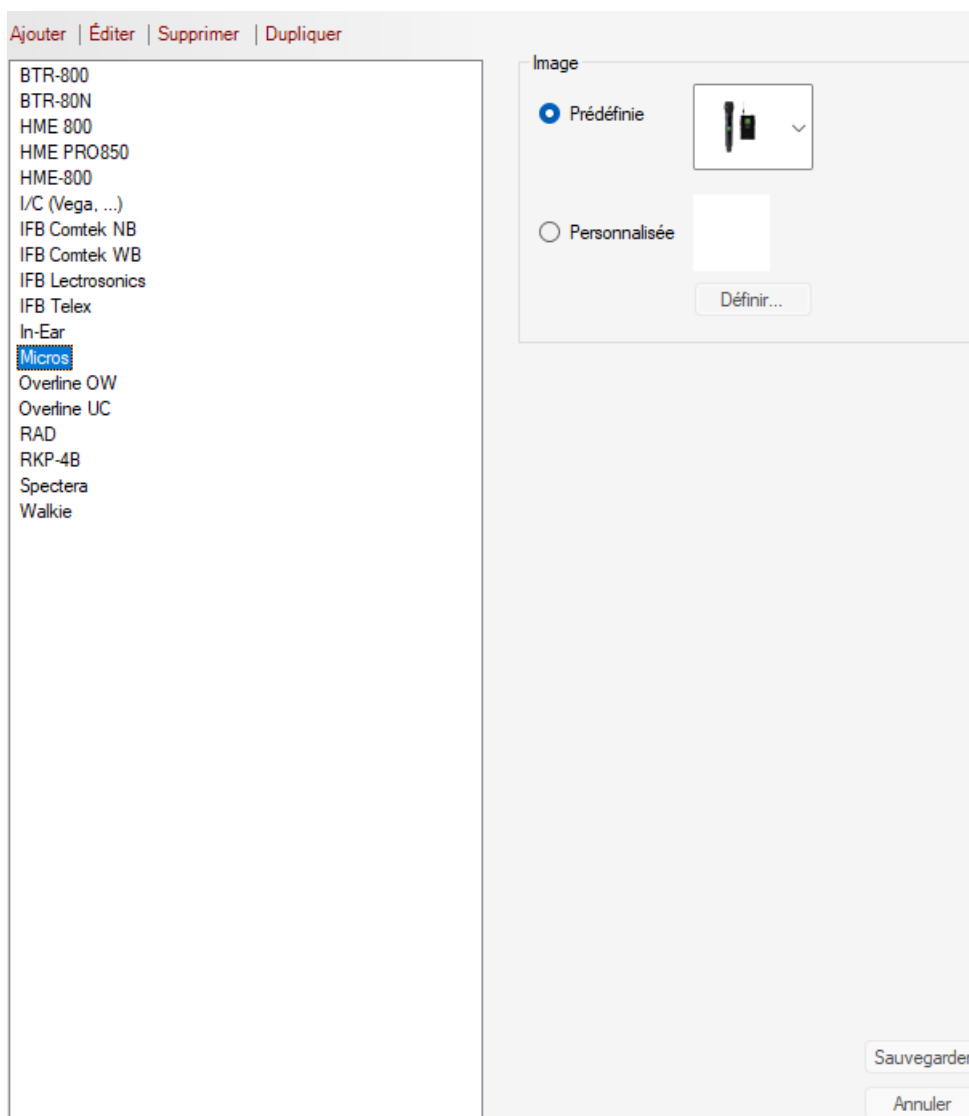 Ajouter | Éditer | Supprimer | Dupliquer
BTR-800
BTR-80N
HME 800
HME PRO850
HME-800
I/C (Vega, ...)
IFB Comtek NB
IFB Comtek WB
IFB Lectrosonics
IFB Telex
In-Ear
Micros
Overline OW
Overline UC
RAD
RKP-4B
Spectera
Walkie
Image
Prédéfinie
Personnalisée
Définir...
Sauvegarder
Annuler